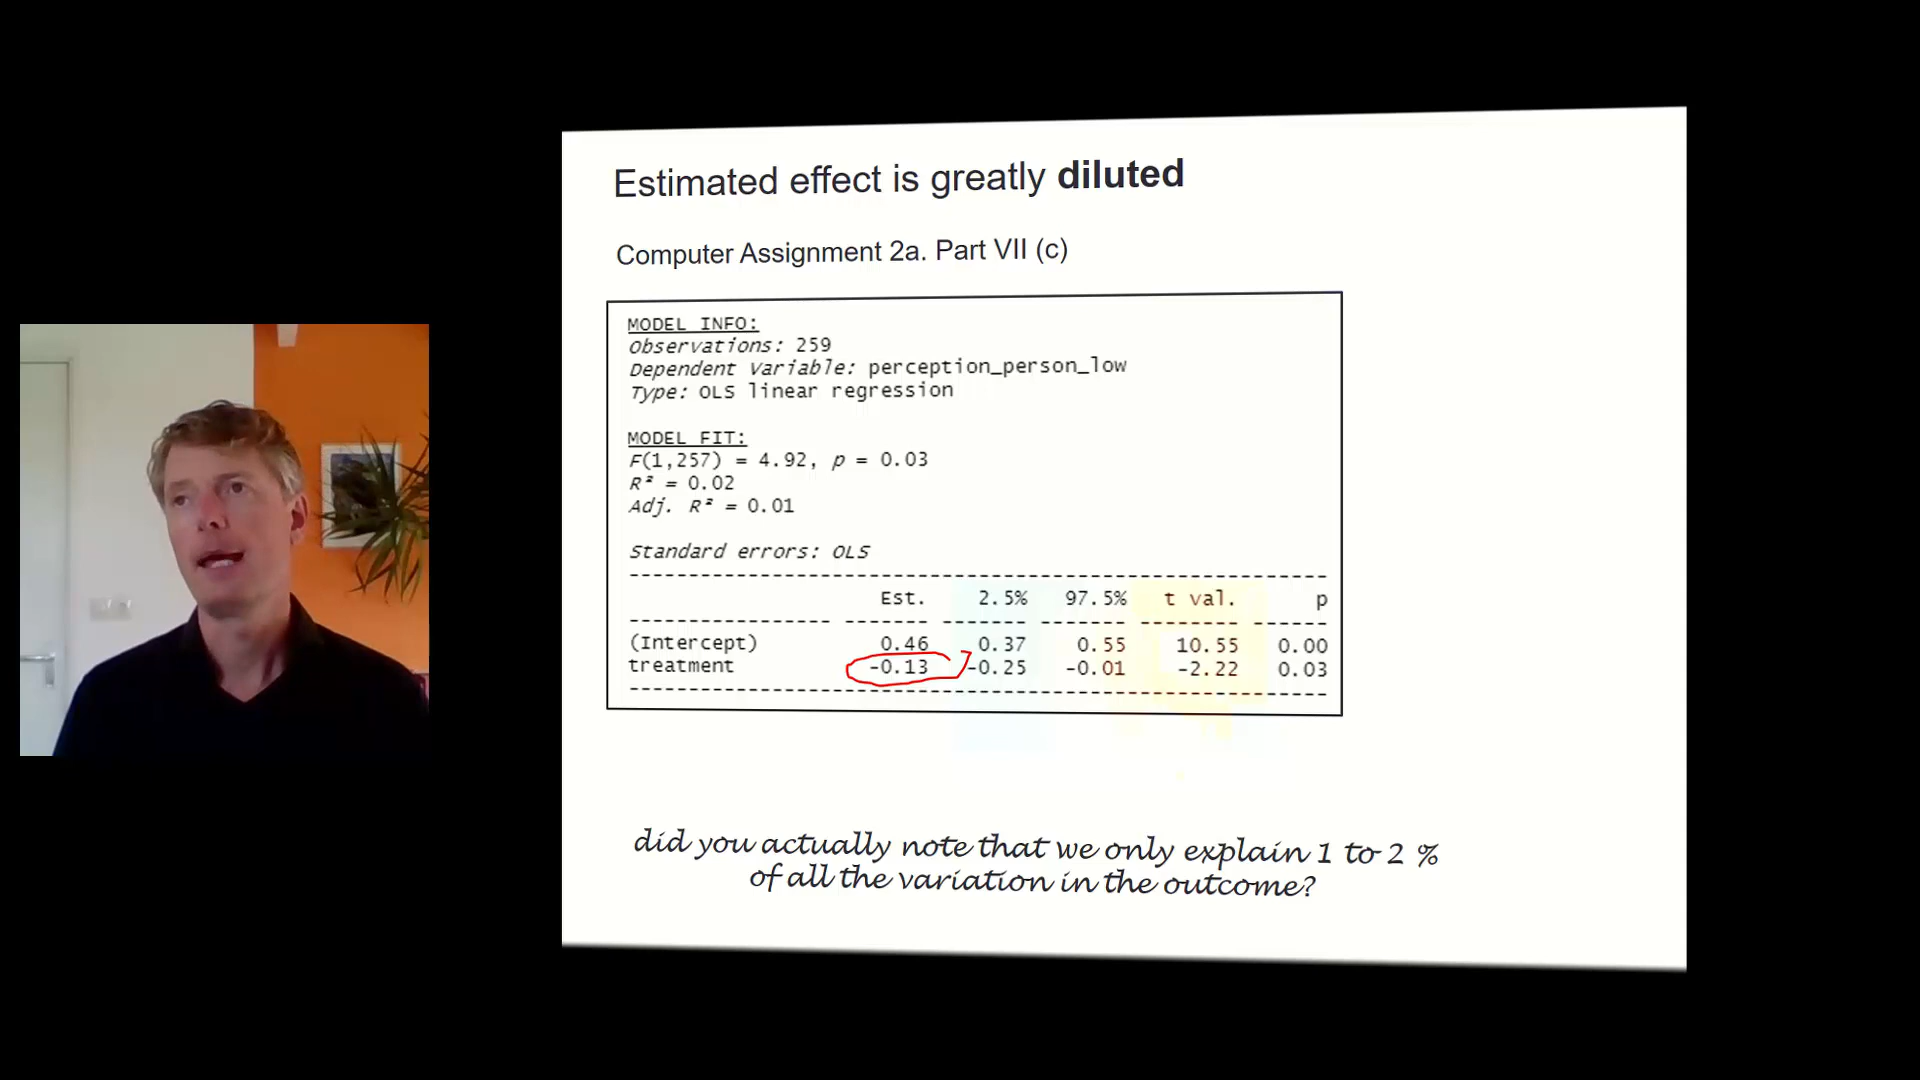 Estimated effect is greatly diluted
Computer Assignment 2a. Part VII (c)
MODEL INFO:
Observations: 259
Dependent Variable: perception_person_low
Type: OLS linear regression
MODEL FIT:
F(1,257) = 4.92, p = 0.03
R² = 0.02
Adj. R² = 0.01
Standard errors: OLS
Est. 2.5% 97.5% t val. p
(Intercept) 0.46 0.37 0.55 10.55 0.00
treatment -0.13 -0.25 -0.01 -2.22 0.03
did you actually note that we only explain 1 to 2 %
of all the variation in the outcome?